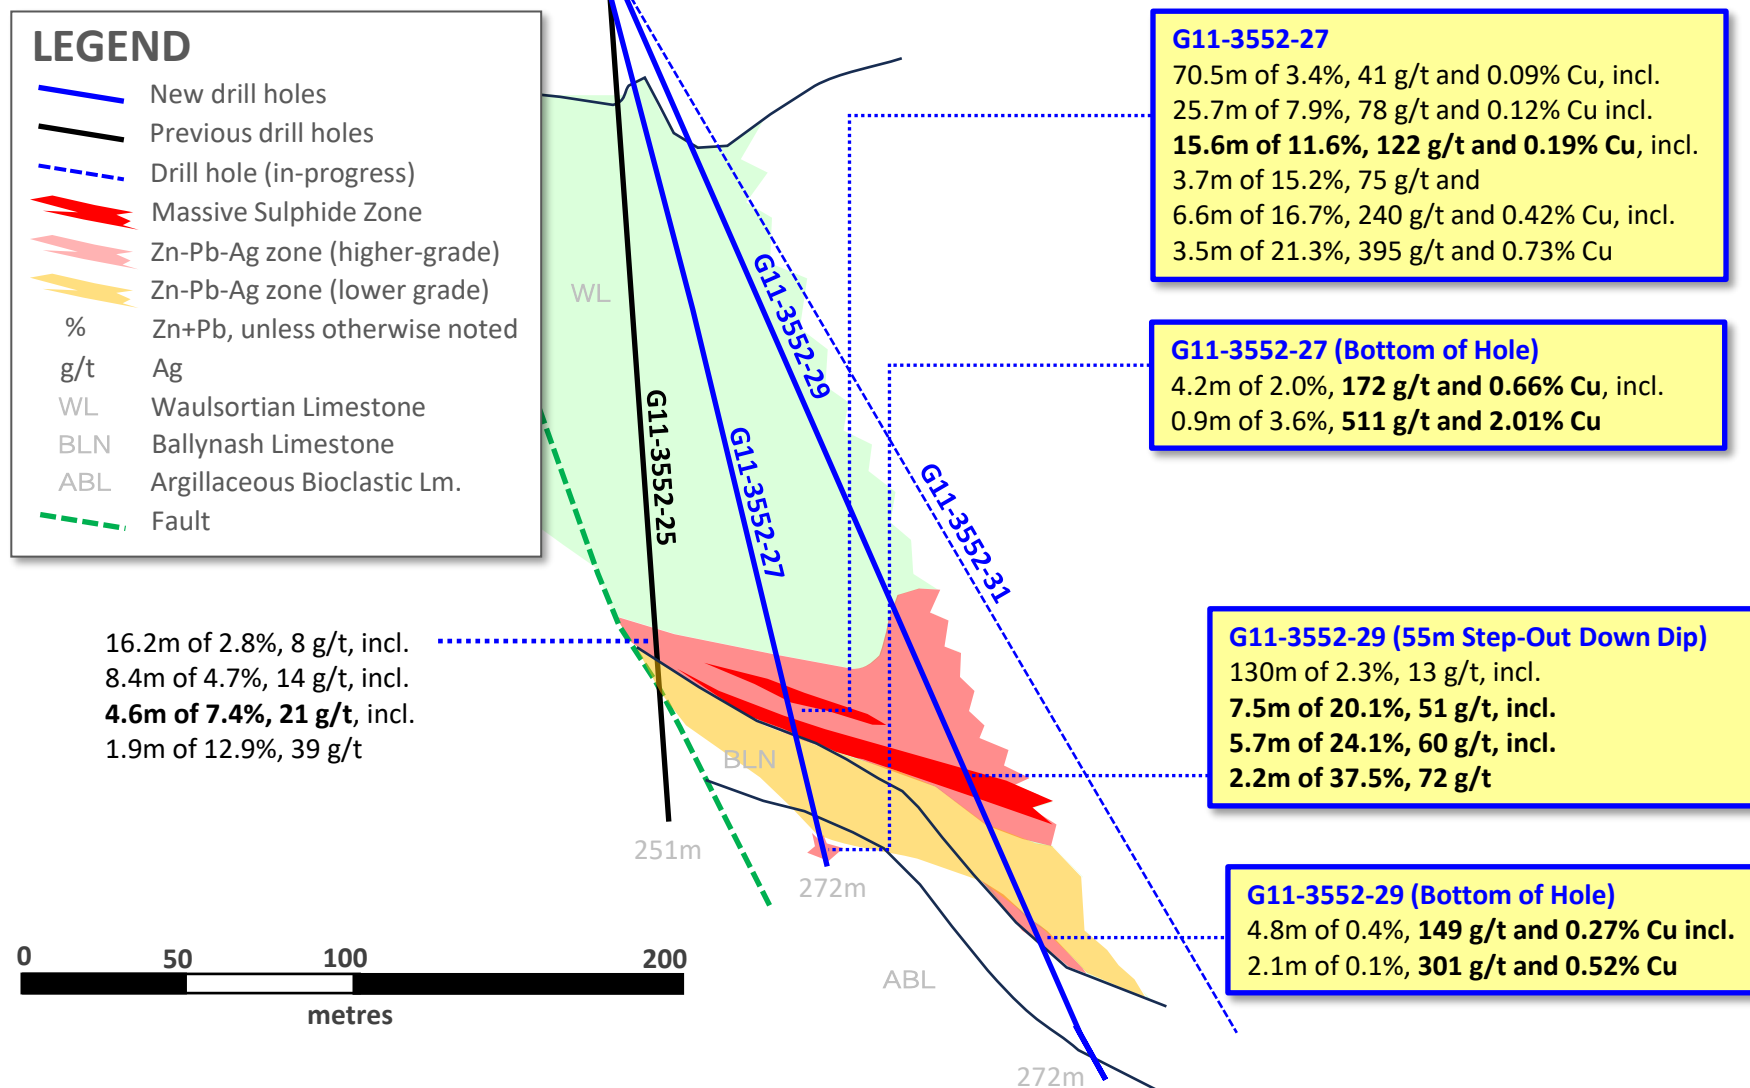 LEGEND
New drill holes
Previous drill holes
Drill hole (in-progress)
Massive Sulphide Zone
Zn-Pb-Ag zone (higher-grade)
Zn-Pb-Ag zone (lower grade)
% Zn+Pb, unless otherwise noted
g/t Ag
WL Waulsortian Limestone
BLN Ballynash Limestone
ABL Argillaceous Bioclastic Lm.
Fault
G11-3552-27
70.5m of 3.4%, 41 g/t and 0.09% Cu, incl.
25.7m of 7.9%, 78 g/t and 0.12% Cu incl.
15.6m of 11.6%, 122 g/t and 0.19% Cu, incl.
3.7m of 15.2%, 75 g/t and
6.6m of 16.7%, 240 g/t and 0.42% Cu, incl.
3.5m of 21.3%, 395 g/t and 0.73% Cu
G11-3552-27 (Bottom of Hole)
4.2m of 2.0%, 172 g/t and 0.66% Cu, incl.
0.9m of 3.6%, 511 g/t and 2.01% Cu
WL
G11-3552-29
G11-3552-25
G11-3552-27
G11-3552-31
16.2m of 2.8%, 8 g/t, incl.
8.4m of 4.7%, 14 g/t, incl.
4.6m of 7.4%, 21 g/t, incl.
1.9m of 12.9%, 39 g/t
G11-3552-29 (55m Step-Out Down Dip)
130m of 2.3%, 13 g/t, incl.
7.5m of 20.1%, 51 g/t, incl.
5.7m of 24.1%, 60 g/t, incl.
2.2m of 37.5%, 72 g/t
BLN
251m
272m
G11-3552-29 (Bottom of Hole)
4.8m of 0.4%, 149 g/t and 0.27% Cu incl.
2.1m of 0.1%, 301 g/t and 0.52% Cu
ABL
0 50 100 200
metres
272m